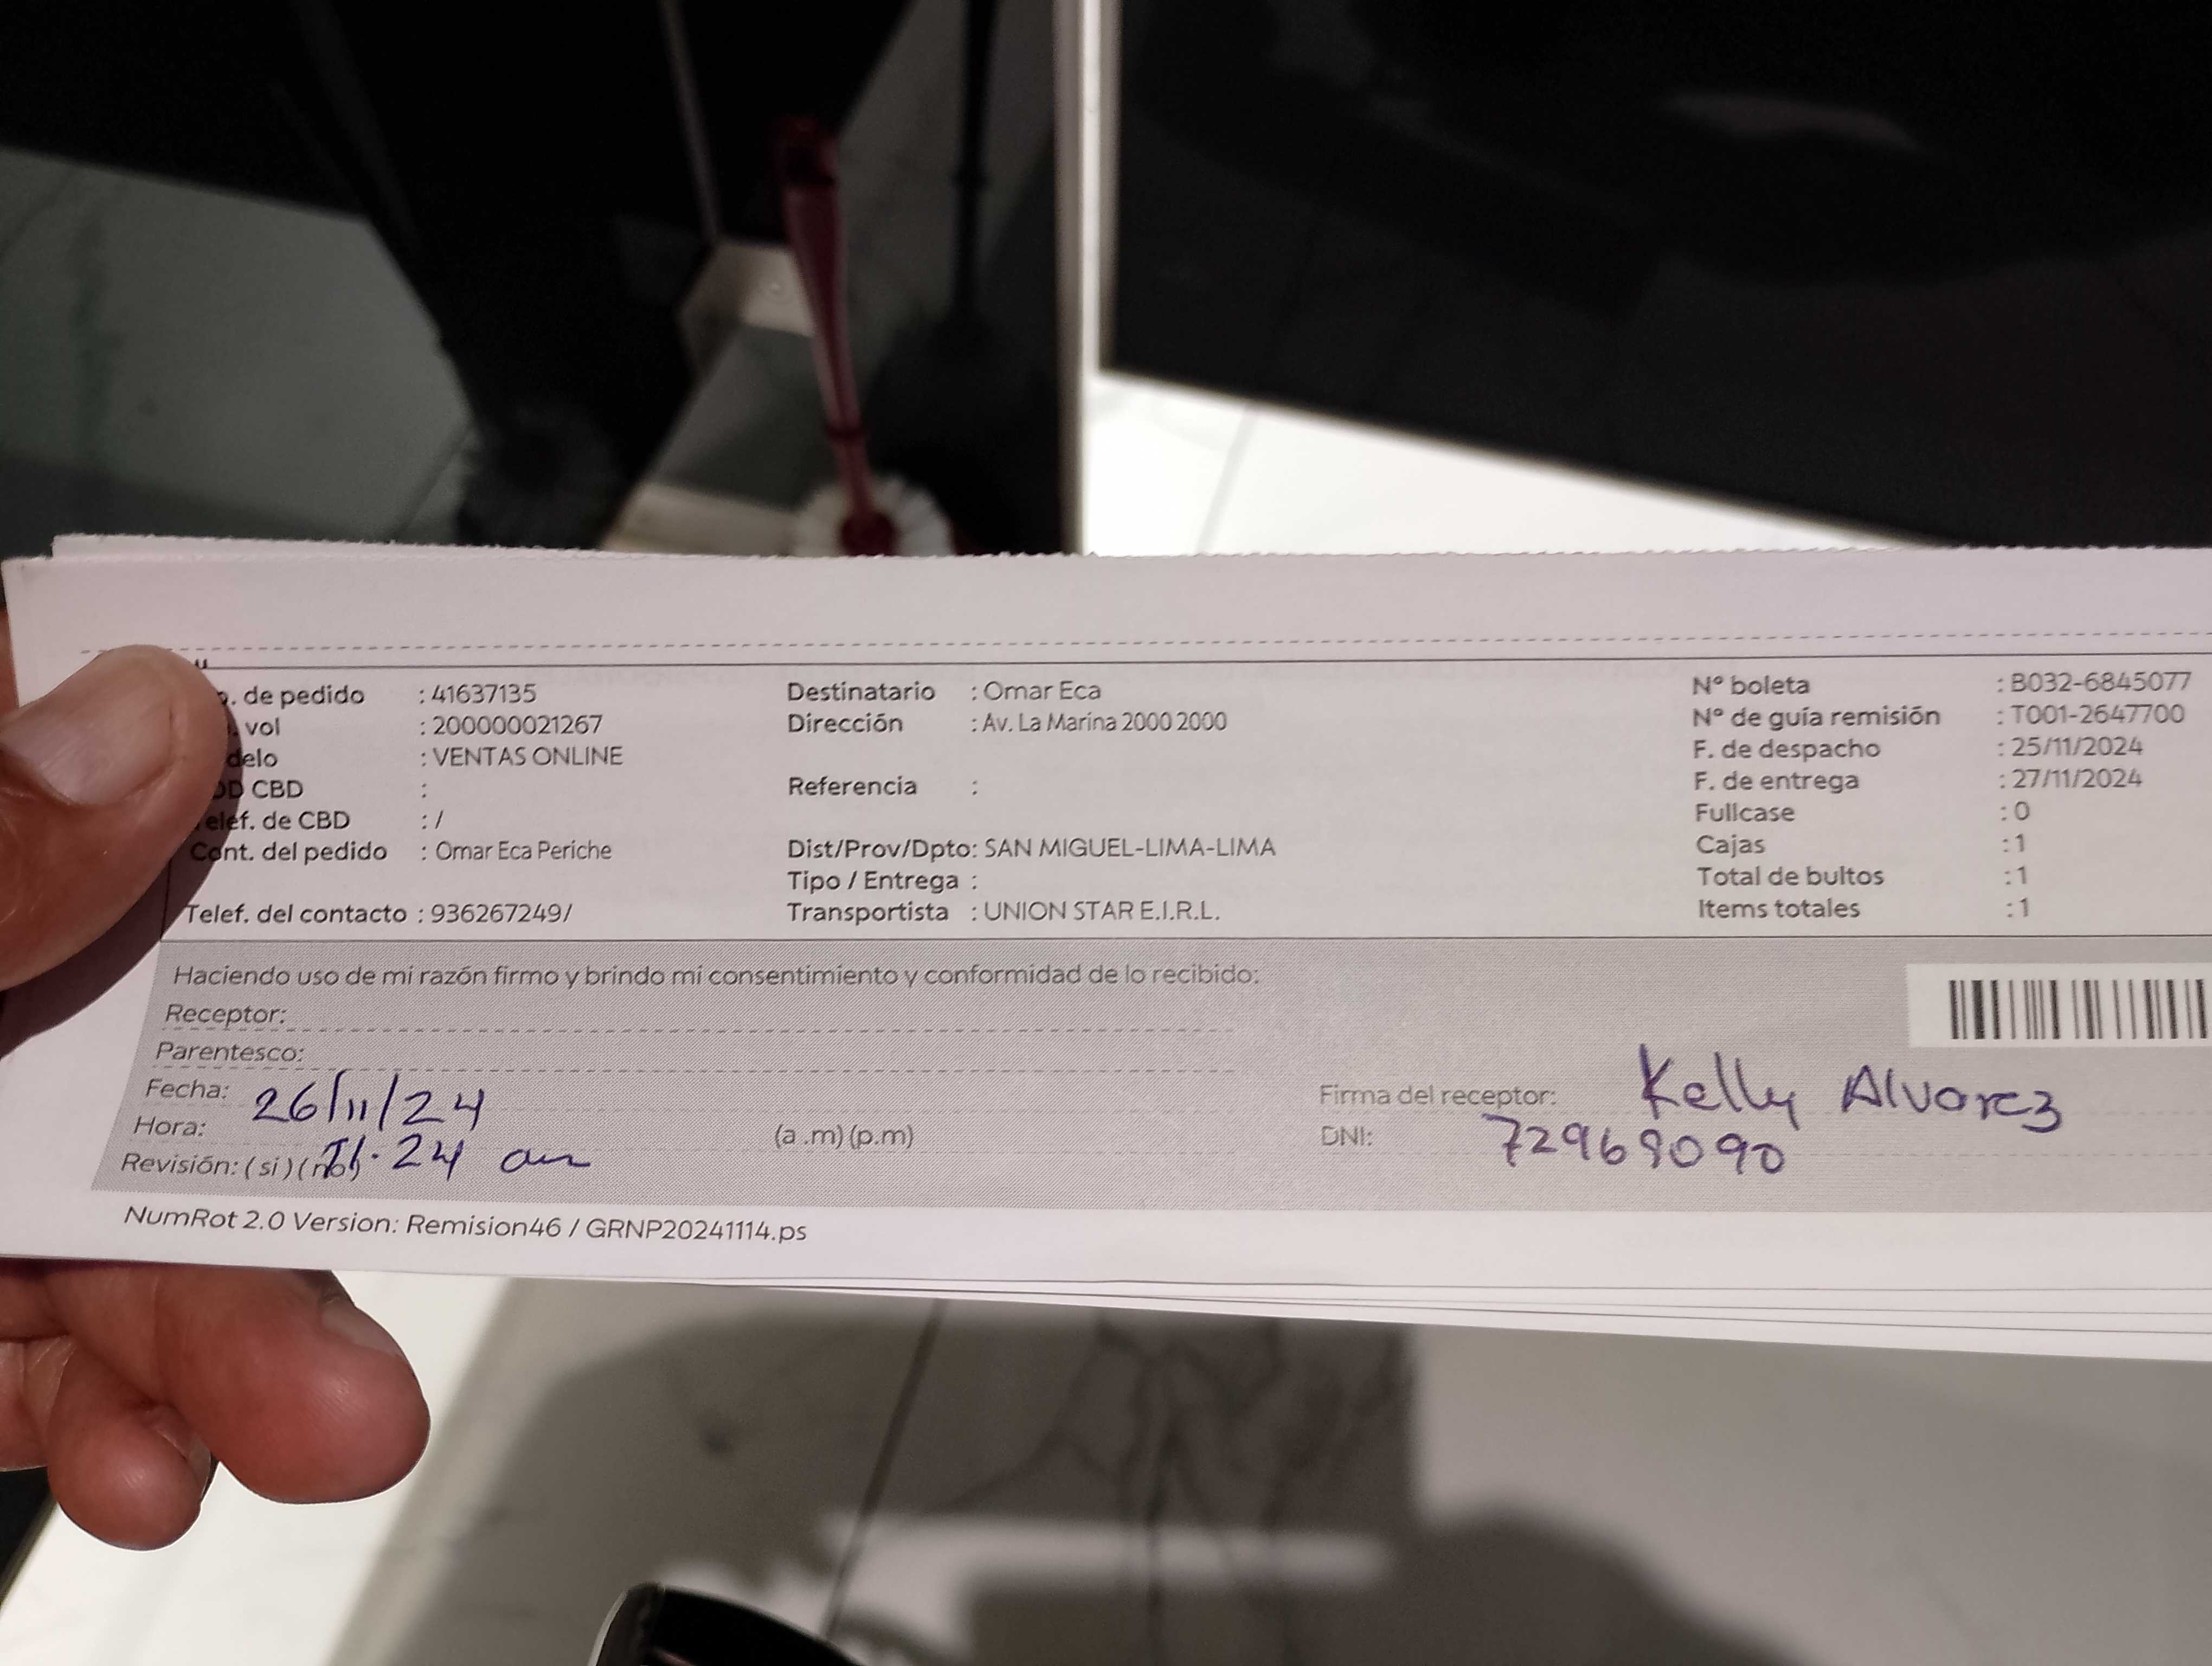 . de pedido : 41637135
vol : 200000021267
delo : VENTAS ONLINE
OD CBD :
Telef. de CBD : /
Cont. del pedido : Omar Eca Periche
Telef. del contacto : 936267249/
Destinatario : Omar Eca
Dirección : Av. La Marina 2000 2000
Referencia :
Dist/Prov/Dpto: SAN MIGUEL-LIMA-LIMA
Tipo / Entrega :
Transportista : UNION STAR E.I.R.L.
N° boleta : B032-6845077
N° de guía remisión : T001-2647700
F. de despacho : 25/11/2024
F. de entrega : 27/11/2024
Fullcase : 0
Cajas : 1
Total de bultos : 1
Items totales : 1
Haciendo uso de mi razón firmo y brindo mi consentimiento y conformidad de lo recibido:
Receptor:
Parentesco:
Fecha: 26/11/24
Hora: 11.24 am (a .m) (p.m)
Revisión: (si) (no)
Firma del receptor: Kelly Alvarez
DNI: 72969090
NumRot 2.0 Version: Remision46 / GRNP20241114.ps